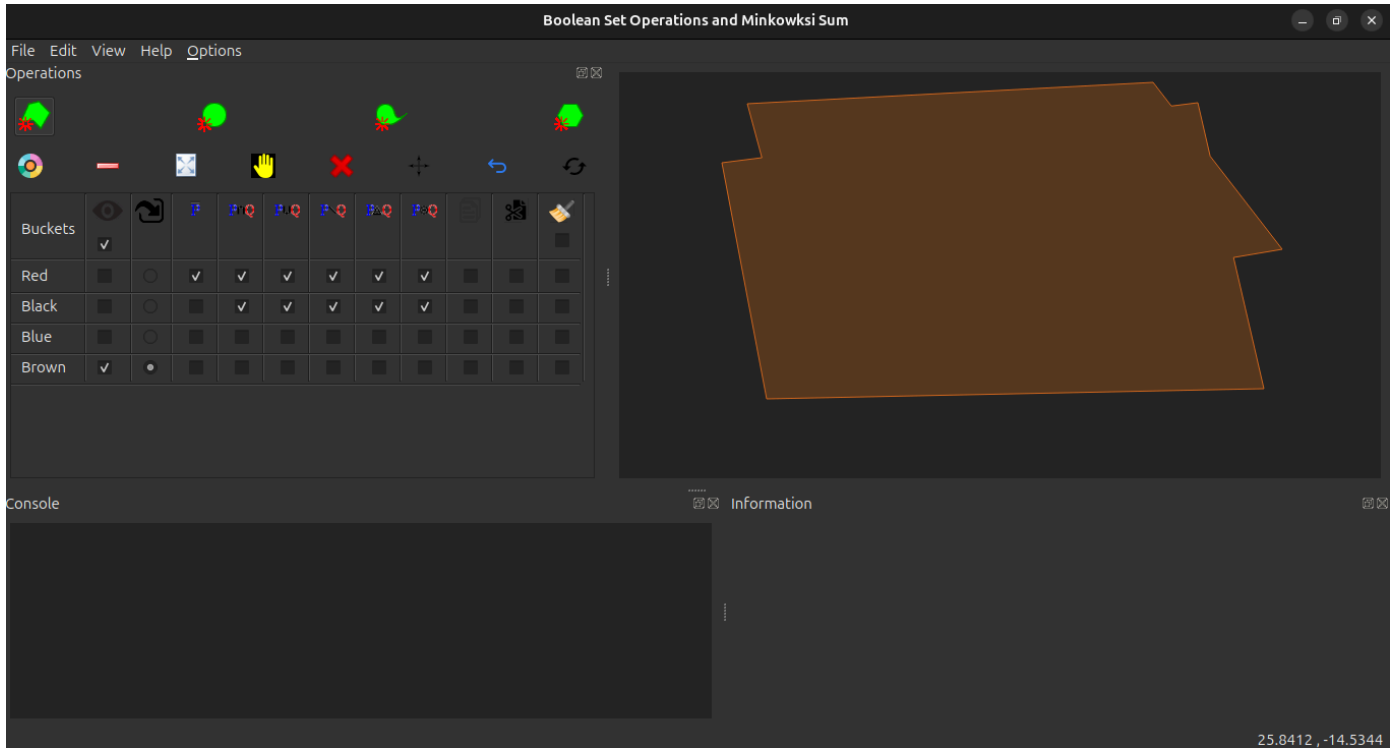 Boolean Set Operations and Minkowksi Sum
File Edit View Help Options
Operations
Buckets P P∩Q P∪Q P\Q P△Q P⊕Q
Red
Black
Blue
Brown
Console
Information
25.8412 , -14.5344